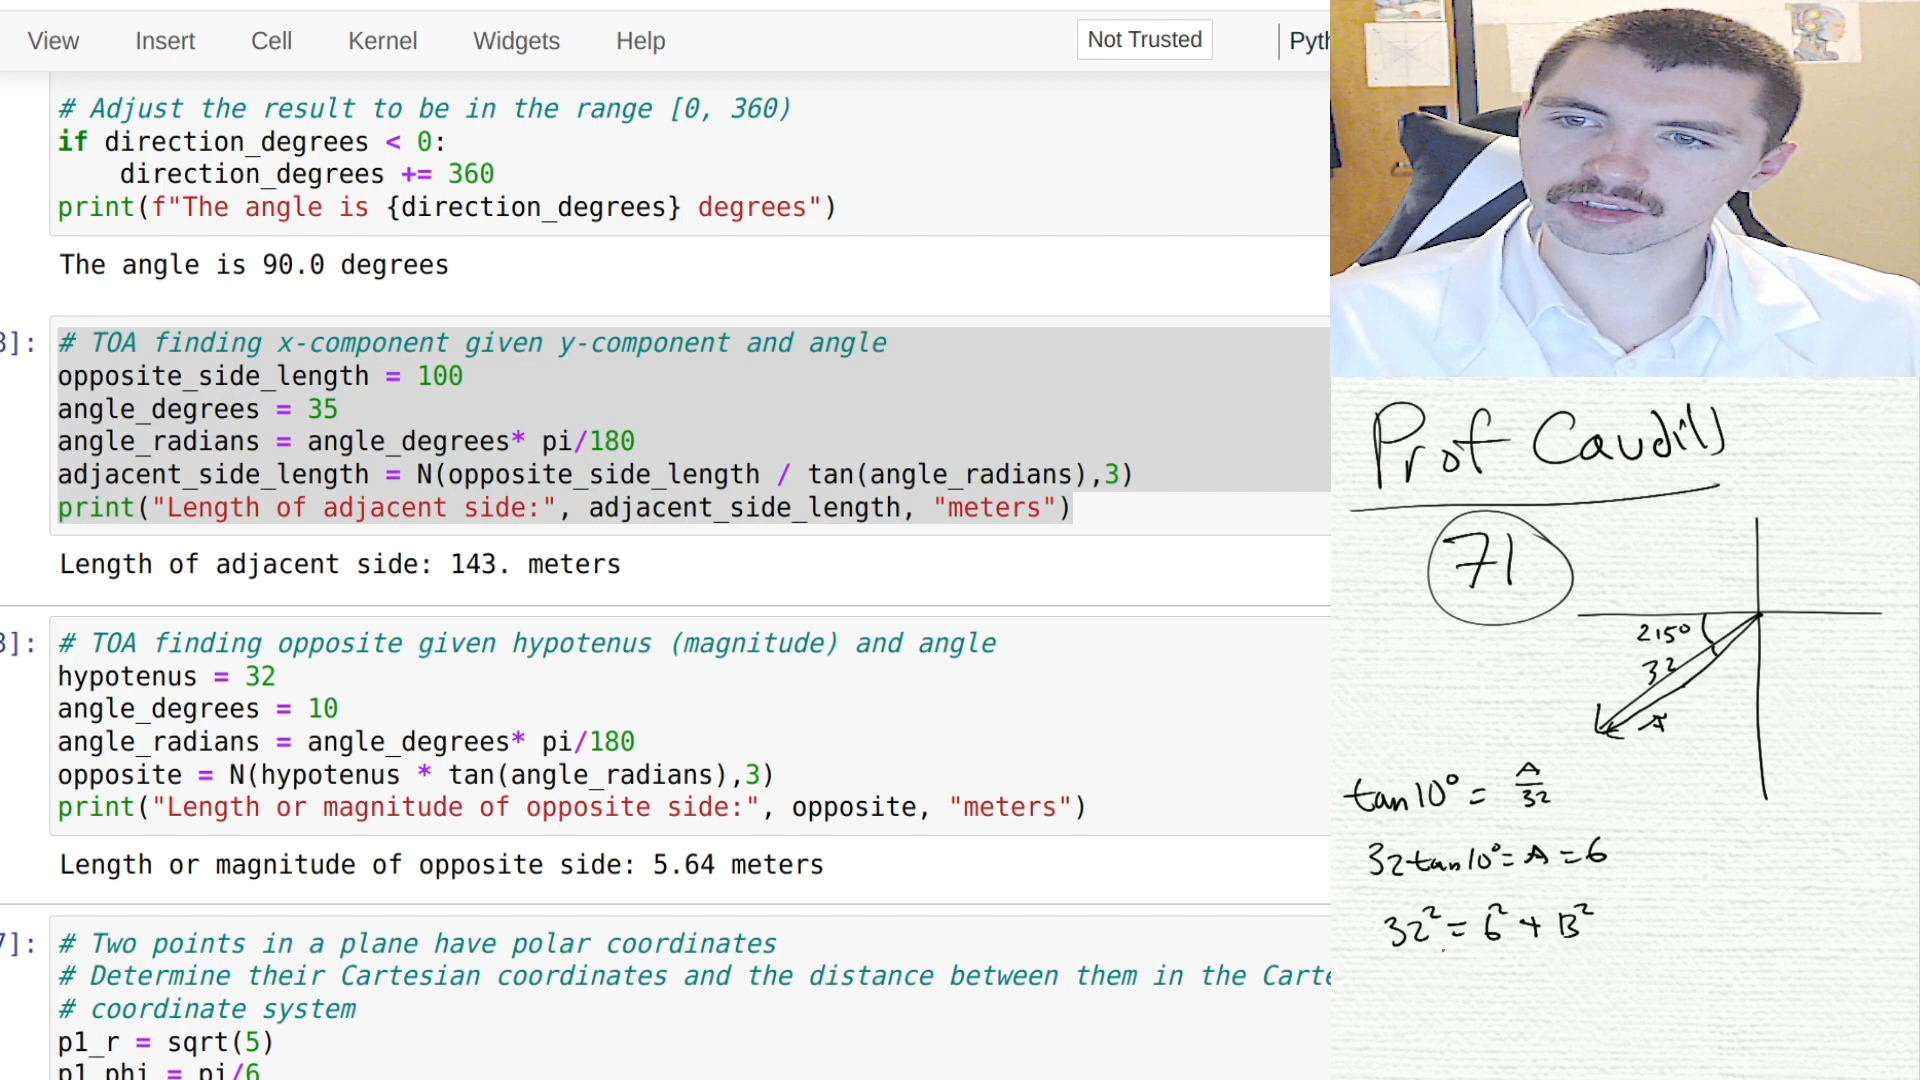 View Insert Cell Kernel Widgets Help Not Trusted Pyth
# Adjust the result to be in the range [0, 360)
if direction_degrees < 0:
direction_degrees += 360
print(f"The angle is {direction_degrees} degrees")
The angle is 90.0 degrees
3]: # TOA finding x-component given y-component and angle
opposite_side_length = 100
angle_degrees = 35
angle_radians = angle_degrees* pi/180
adjacent_side_length = N(opposite_side_length / tan(angle_radians),3)
print("Length of adjacent side:", adjacent_side_length, "meters")
Length of adjacent side: 143. meters
3]: # TOA finding opposite given hypotenus (magnitude) and angle
hypotenus = 32
angle_degrees = 10
angle_radians = angle_degrees* pi/180
opposite = N(hypotenus * tan(angle_radians),3)
print("Length or magnitude of opposite side:", opposite, "meters")
Length or magnitude of opposite side: 5.64 meters
7]: # Two points in a plane have polar coordinates
# Determine their Cartesian coordinates and the distance between them in the Carte
# coordinate system
p1_r = sqrt(5)
p1_phi = pi/6
Prof Caudill
71
215°
32
A
tan10° = A/32
32tan10° = A = 6
32² = 6² + B²